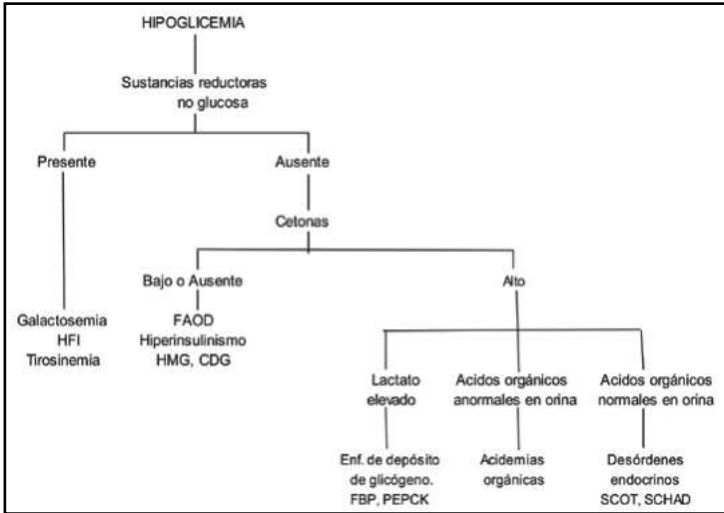 HIPOGLICEMIA
Sustancias reductoras
no glucosa
Presente
Ausente
Cetonas
Bajo o Ausente
Alto
Galactosemia
HFI
Tirosinemia
FAOD
Hiperinsulinismo
HMG, CDG
Lactato
elevado
Acidos orgánicos
anormales en orina
Acidos orgánicos
normales en orina
Enf. de depósito
de glicógeno.
FBP, PEPCK
Acidemias
orgánicas
Desórdenes
endocrinos
SCOT, SCHAD